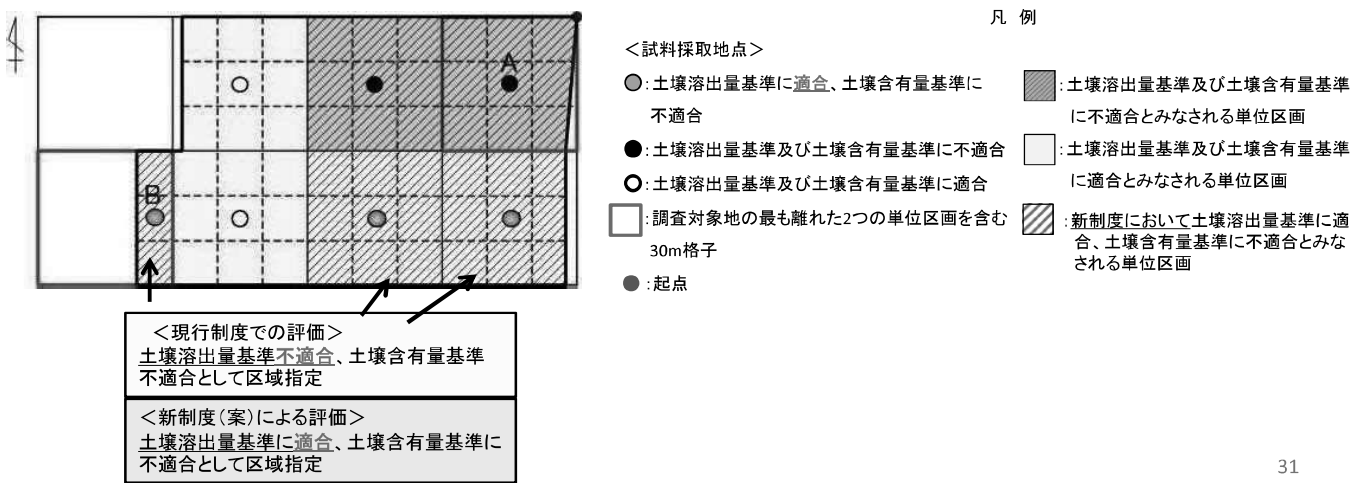 A
B
<現行制度での評価>
土壌溶出量基準不適合、土壌含有量基準
不適合として区域指定
<新制度(案)による評価>
土壌溶出量基準に適合、土壌含有量基準に
不適合として区域指定
凡 例
<試料採取地点>
:土壌溶出量基準に適合、土壌含有量基準に
不適合
:土壌溶出量基準及び土壌含有量基準に不適合
:土壌溶出量基準及び土壌含有量基準に適合
:調査対象地の最も離れた2つの単位区画を含む
30m格子
:起点
:土壌溶出量基準及び土壌含有量基準
に不適合とみなされる単位区画
:土壌溶出量基準及び土壌含有量基準
に適合とみなされる単位区画
:新制度において土壌溶出量基準に適
合、土壌含有量基準に不適合とみな
される単位区画
31